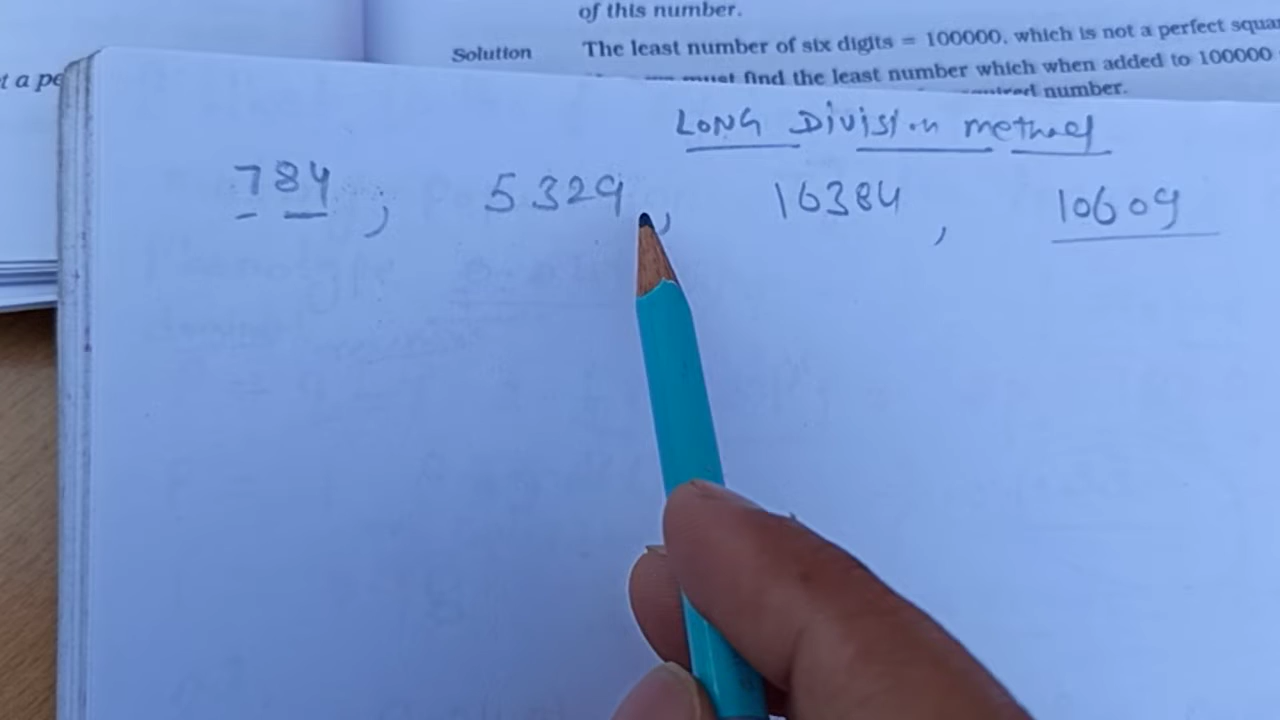 of this number.
Solution The least number of six digits = 100000, which is not a perfect squa
must find the least number which when added to 100000
number.
t a pe
LONG Division method
784, 5329, 16384, 10609